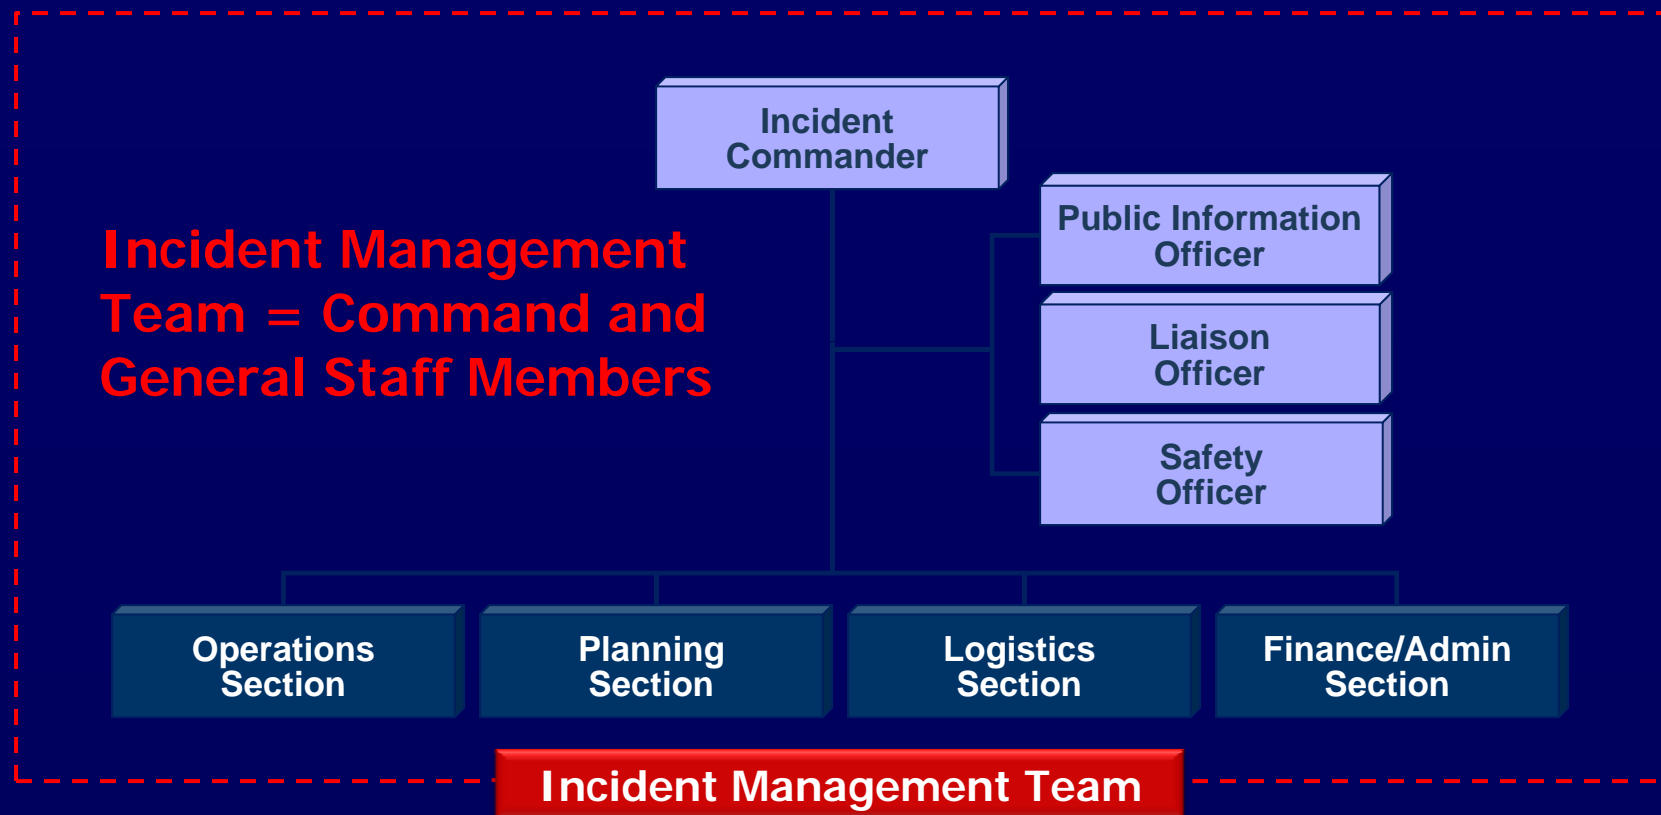 Incident
Commander
Public Information
Officer
Incident Management
Team = Command and
General Staff Members
Liaison
Officer
Safety
Officer
Operations
Section
Planning
Section
Logistics
Section
Finance/Admin
Section
Incident Management Team